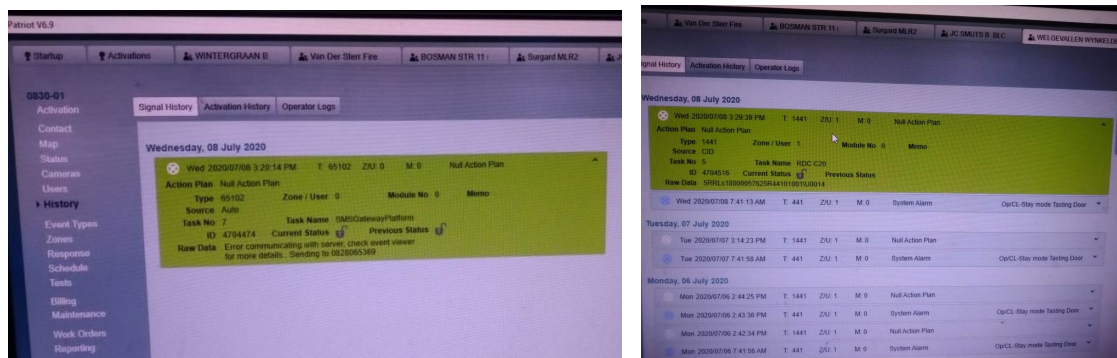 Patriot V6.9
Startup
Activations
WINTERGRAAN B
Van Der Sterr Fire
BOSMAN STR 11
Surgard MLR2
0830-01
Activation
Contact
Map
Status
Cameras
Users
History
Event Types
Zones
Response
Schedule
Tests
Billing
Maintenance
Work Orders
Reporting
Signal History Activation History Operator Logs
Wednesday, 08 July 2020
Wed 2020/07/08 3:20:14 PM T: 65102 Z/U: 0 M: 0 Null Action Plan
Action Plan Null Action Plan
Type 65102 Zone / User 0 Module No 0 Memo
Source Auto
Task No 7 Task Name SMSGatewayPlatform
ID 4704474 Current Status Previous Status
Raw Data Error communicating with server, check event viewer
for more details.. Sending to 0828965369
Van Der Sterr Fire
BOSMAN STR 11
Surgard MLR2
JC SMUTS B. BLC
WELGEVALLEN WYNKELDE
ignal History Activation History Operator Logs
Wednesday, 08 July 2020
Wed 2020/07/08 3:29:39 PM T: 1441 Z/U: 1 M: 0 Null Action Plan
Action Plan Null Action Plan
Type 1441 Zone / User 1 Module No 0 Memo
Source CID
Task No 5 Task Name RDC C20
ID 4704516 Current Status Previous Status
Raw Data
Wed 2020/07/08 7:41:13 AM T: 441 Z/U: 1 M: 0 System Alarm Op/CL-Stay mode Tasting Door
Tuesday, 07 July 2020
Tue 2020/07/07 3:14:23 PM T: 1441 Z/U: 1 M: 0 Null Action Plan
Tue 2020/07/07 7:41:58 AM T: 441 Z/U: 1 M: 0 System Alarm Op/CL-Stay mode Tasting Door
Monday, 06 July 2020
Mon 2020/07/06 2:44:25 PM T: 1441 Z/U: 1 M: 0 Null Action Plan
Mon 2020/07/06 2:43:36 PM T: 441 Z/U: 1 M: 0 System Alarm Op/CL-Stay mode Tasting Door
Mon 2020/07/06 2:42:34 PM T: 1441 Z/U: 1 M: 0 Null Action Plan
Mon 2020/07/06 7:41:56 AM T: 441 Z/U: 1 M: 0 System Alarm Op/CL-Stay mode Tasting Door